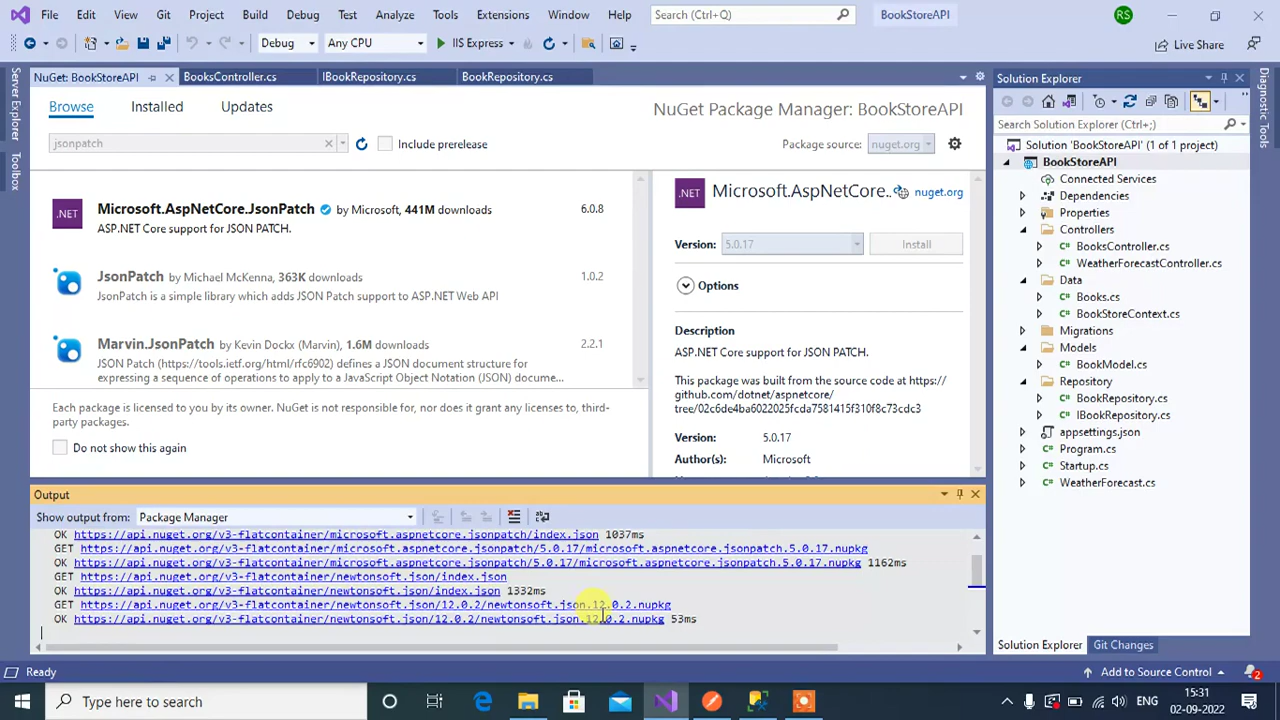 File Edit View Git Project Build Debug Test Analyze Tools Extensions Window Help Search (Ctrl+Q) BookStoreAPI RS
Debug Any CPU IIS Express Live Share
Server Explorer
Toolbox
Diagnostic Tools
NuGet: BookStoreAPI BooksController.cs IBookRepository.cs BookRepository.cs
Browse Installed Updates NuGet Package Manager: BookStoreAPI
jsonpatch Include prerelease Package source: nuget.org
.NET
Microsoft.AspNetCore.JsonPatch by Microsoft, 441M downloads 6.0.8
ASP.NET Core support for JSON PATCH.
JsonPatch by Michael McKenna, 363K downloads 1.0.2
JsonPatch is a simple library which adds JSON Patch support to ASP.NET Web API
Marvin.JsonPatch by Kevin Dockx (Marvin), 1.6M downloads 2.2.1
JSON Patch (https://tools.ietf.org/html/rfc6902) defines a JSON document structure for
expressing a sequence of operations to apply to a JavaScript Object Notation (JSON) docume...
Each package is licensed to you by its owner. NuGet is not responsible, nor does it grant any licenses to, third-
party packages.
Do not show this again
.NET Microsoft.AspNetCore. nuget.org
Version: 5.0.17 Install
Options
Description
ASP.NET Core support for JSON PATCH.
This package was built from the source code at https://
github.com/dotnet/aspnetcore/
tree/02c6de4ba6022025fcda7581415f310f8c73cdc3
Version: 5.0.17
Author(s): Microsoft
Output
Show output from: Package Manager
OK https://api.nuget.org/v3-flatcontainer/microsoft.aspnetcore.jsonpatch/index.json 1037ms
GET https://api.nuget.org/v3-flatcontainer/microsoft.aspnetcore.jsonpatch/5.0.17/microsoft.aspnetcore.jsonpatch.5.0.17.nupkg
OK https://api.nuget.org/v3-flatcontainer/microsoft.aspnetcore.jsonpatch/5.0.17/microsoft.aspnetcore.jsonpatch.5.0.17.nupkg 1162ms
GET https://api.nuget.org/v3-flatcontainer/newtonsoft.json/index.json
OK https://api.nuget.org/v3-flatcontainer/newtonsoft.json/index.json 1332ms
GET https://api.nuget.org/v3-flatcontainer/newtonsoft.json/12.0.2/newtonsoft.json.12.0.2.nupkg
OK https://api.nuget.org/v3-flatcontainer/newtonsoft.json/12.0.2/newtonsoft.json.12.0.2.nupkg 53ms
Solution Explorer
Search Solution Explorer (Ctrl+;)
Solution 'BookStoreAPI' (1 of 1 project)
BookStoreAPI
Connected Services
Dependencies
Properties
Controllers
C# BooksController.cs
C# WeatherForecastController.cs
Data
C# Books.cs
C# BookStoreContext.cs
Migrations
Models
C# BookModel.cs
Repository
C# BookRepository.cs
C# IBookRepository.cs
appsettings.json
C# Program.cs
C# Startup.cs
C# WeatherForecast.cs
Solution Explorer Git Changes
Ready Add to Source Control 2
Type here to search ENG 15:31
02-09-2022